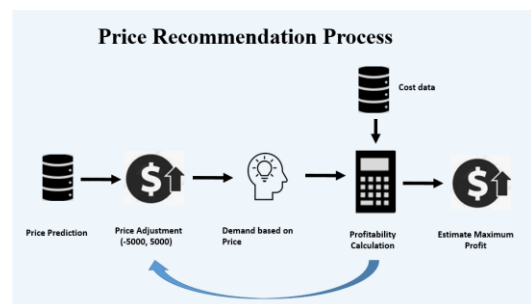 Price Recommendation Process
Cost data
Price Prediction
Price Adjustment
(-5000, 5000)
Demand based on
Price
Profitability
Calculation
Estimate Maximum
Profit